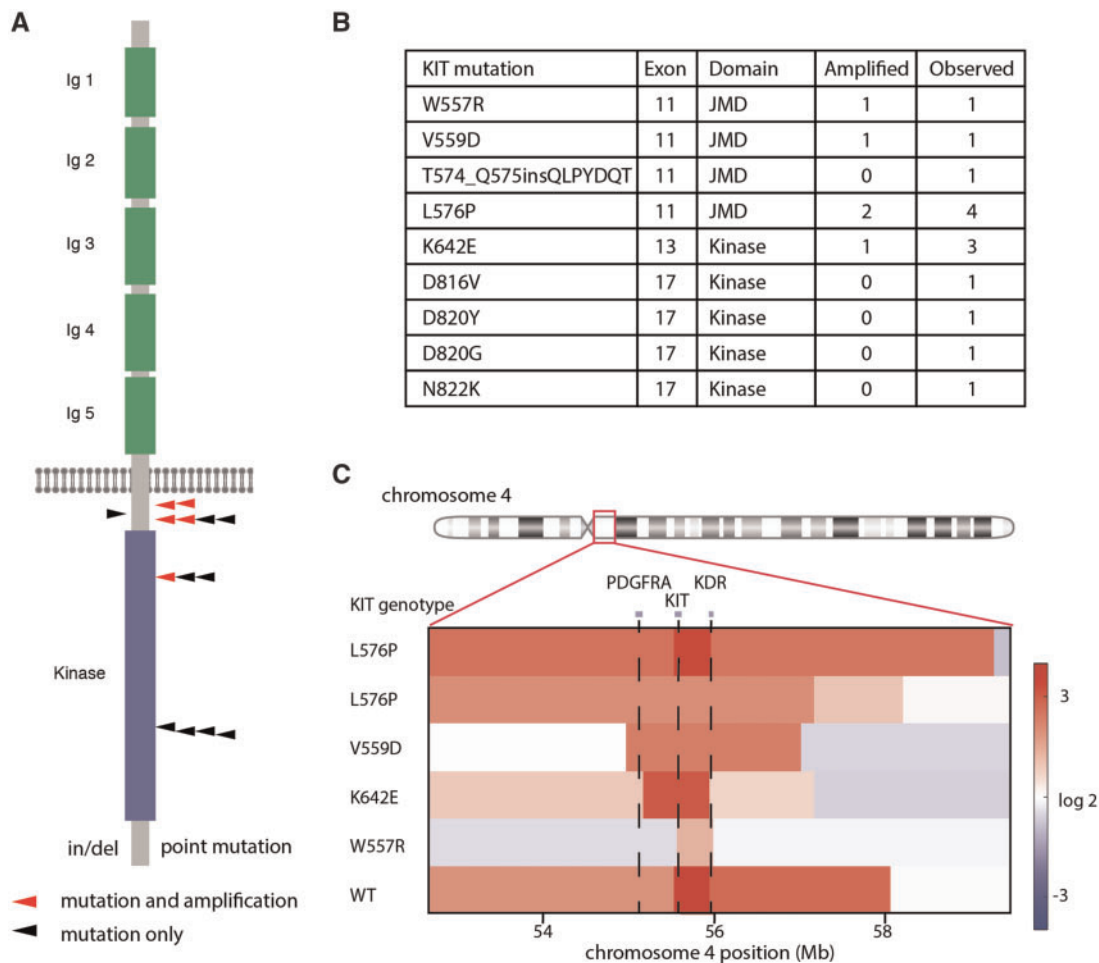 A
Ig 1
Ig 2
Ig 3
Ig 4
Ig 5
Kinase
in/del point mutation
mutation and amplification
mutation only
B
KIT mutation Exon Domain Amplified Observed
W557R 11 JMD 1 1
V559D 11 JMD 1 1
T574_Q575insQLPYDQT 11 JMD 0 1
L576P 11 JMD 2 4
K642E 13 Kinase 1 3
D816V 17 Kinase 0 1
D820Y 17 Kinase 0 1
D820G 17 Kinase 0 1
N822K 17 Kinase 0 1
C
chromosome 4
PDGFRA KDR
KIT
KIT genotype
L576P
L576P
V559D
K642E
W557R
WT
3
log 2
-3
54 56 58
chromosome 4 position (Mb)